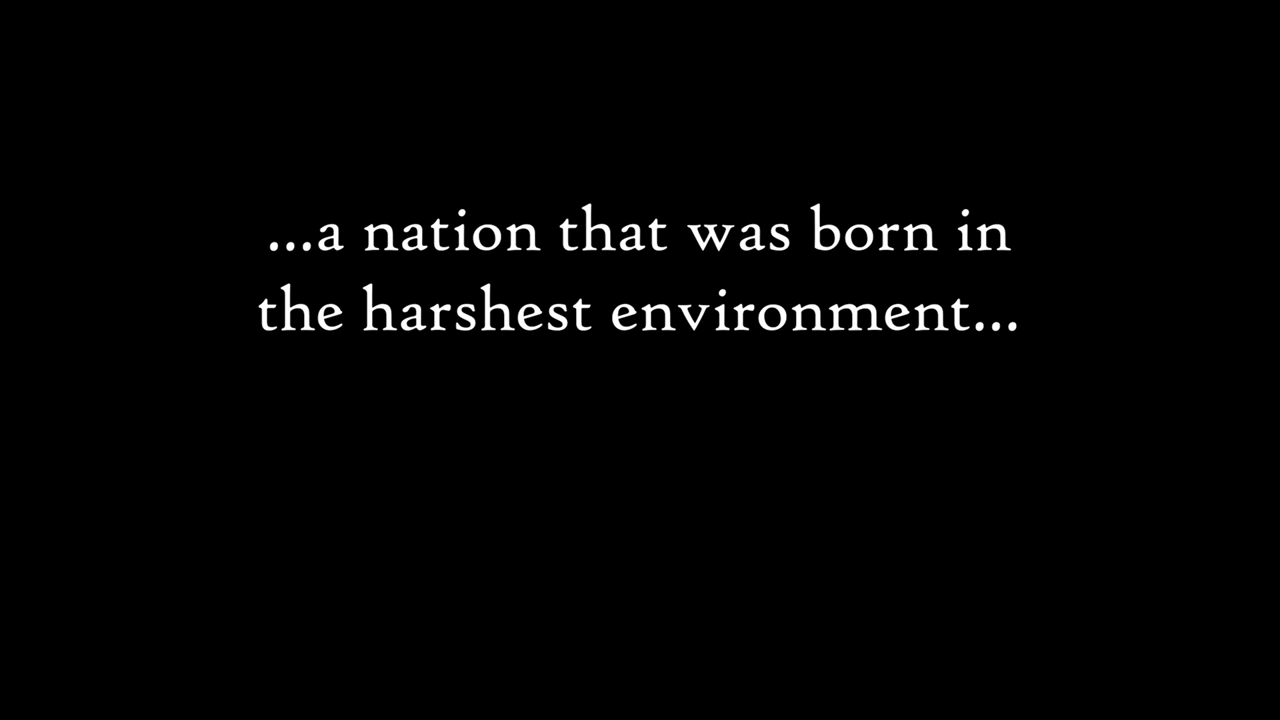 ...a nation that was born in
the harshest environment...